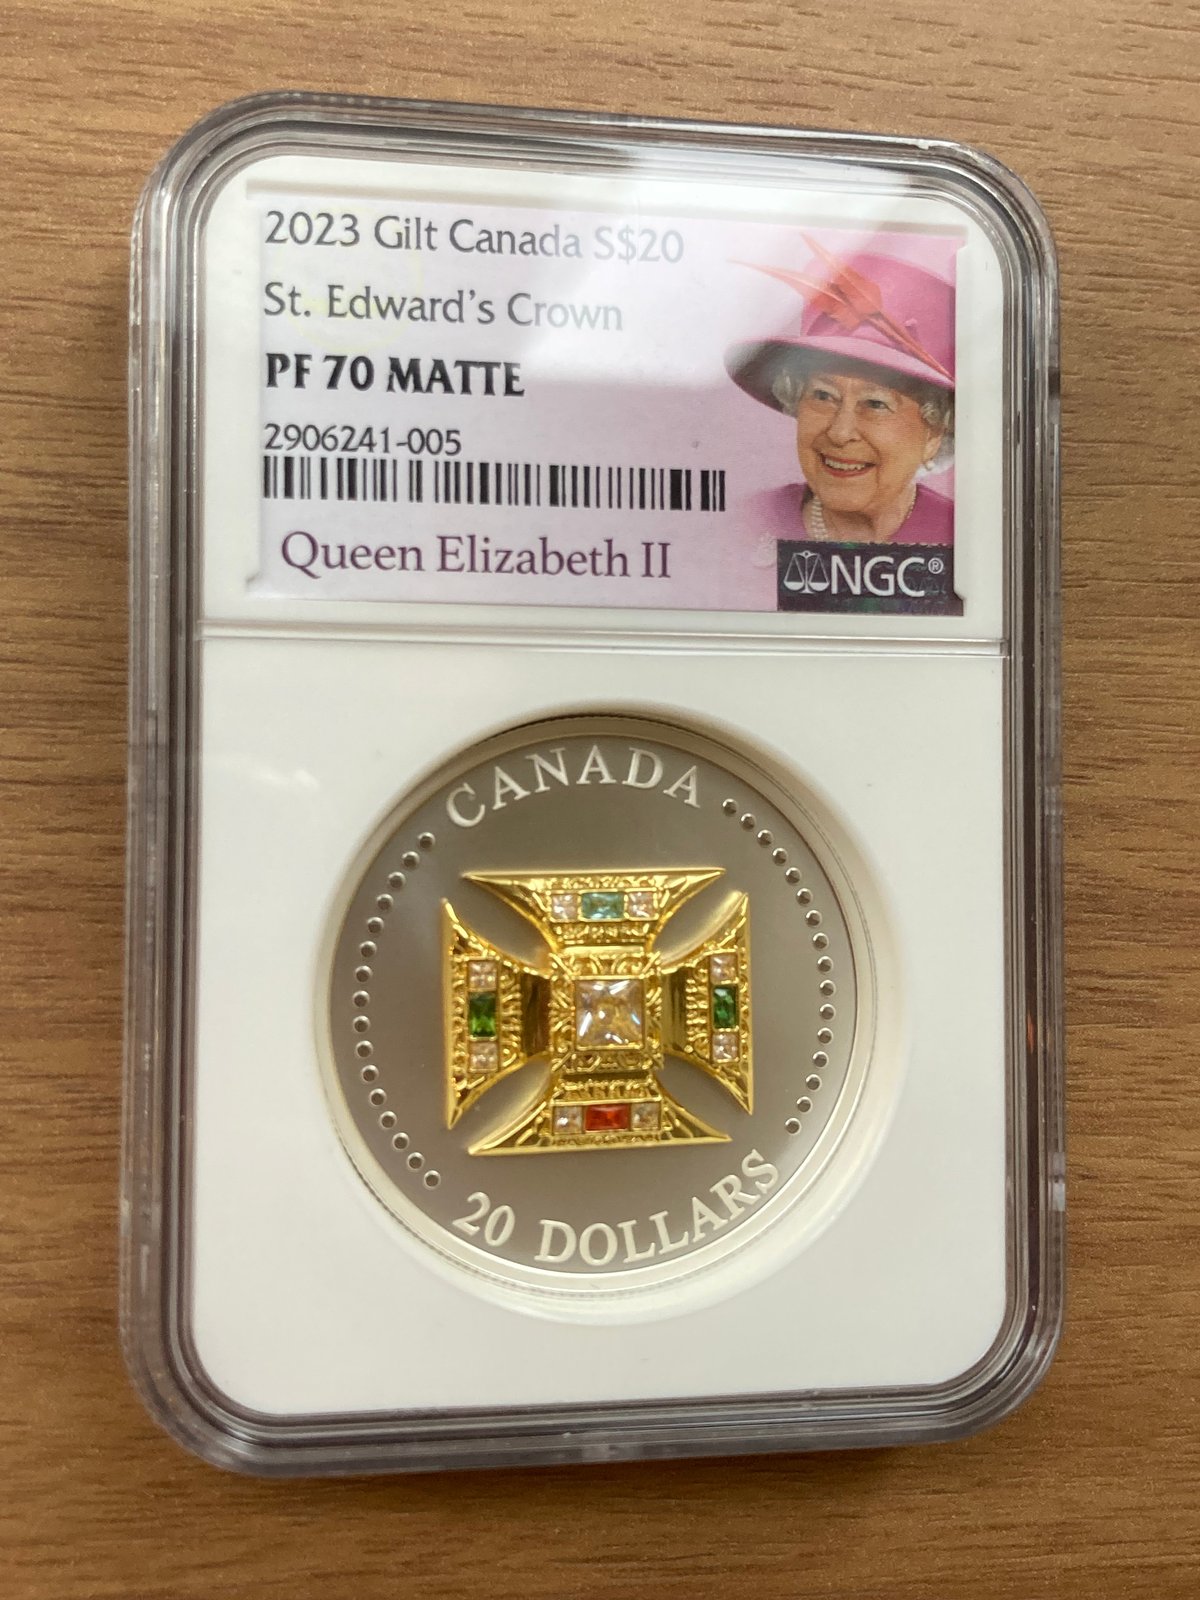 2023 Gilt Canada S$20
St. Edward's Crown
PF 70 MATTE
2906241-005
Queen Elizabeth II
NGC®
CANADA
20 DOLLARS